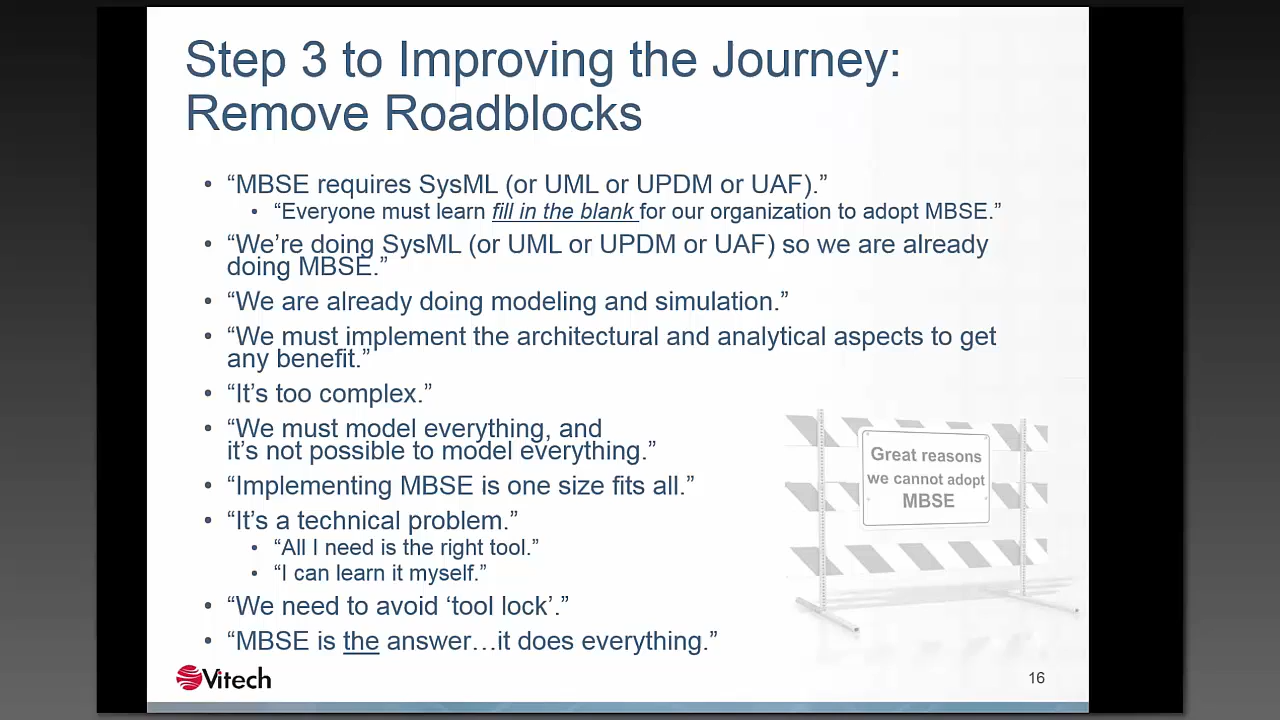 Step 3 to Improving the Journey:
Remove Roadblocks
• “MBSE requires SysML (or UML or UPDM or UAF).”
• “Everyone must learn fill in the blank for our organization to adopt MBSE.”
• “We’re doing SysML (or UML or UPDM or UAF) so we are already
doing MBSE.”
• “We are already doing modeling and simulation.”
• “We must implement the architectural and analytical aspects to get
any benefit.”
• “It’s too complex.”
• “We must model everything, and
it’s not possible to model everything.”
• “Implementing MBSE is one size fits all.”
• “It’s a technical problem.”
• “All I need is the right tool.”
• “I can learn it myself.”
• “We need to avoid ‘tool lock’.”
• “MBSE is the answer…it does everything.”
Great reasons
we cannot adopt
MBSE
Vitech
16